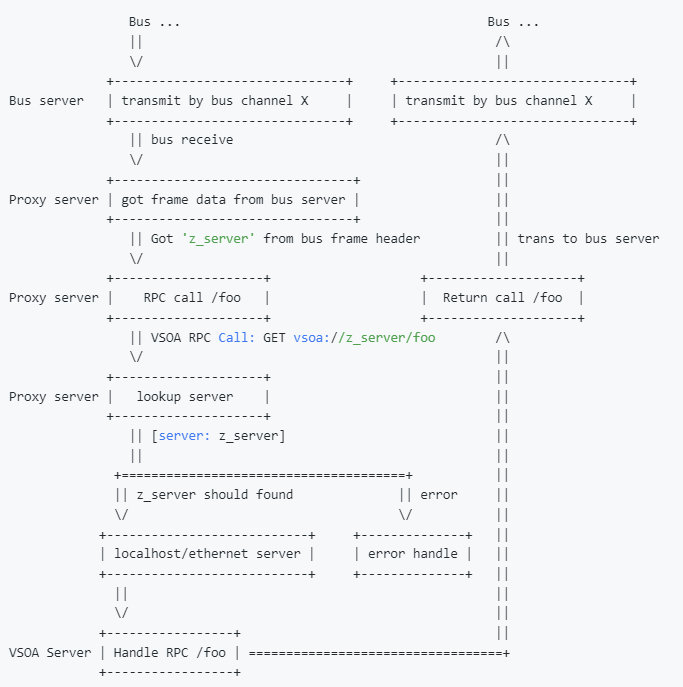 Bus ... Bus ...
|| /\
\/ ||
+------------------------------+ +------------------------------+
Bus server | transmit by bus channel X | | transmit by bus channel X |
+------------------------------+ +------------------------------+
|| bus receive /\
\/ ||
+--------------------------------+ ||
Proxy server | got frame data from bus server | ||
+--------------------------------+ ||
|| Got 'z_server' from bus frame header || trans to bus server
\/ ||
+--------------------+ +--------------------+
Proxy server | RPC call /foo | | Return call /foo |
+--------------------+ +--------------------+
|| VSOA RPC Call: GET vsoa://z_server/foo /\
\/ ||
+--------------------+ ||
Proxy server | lookup server | ||
+--------------------+ ||
|| [server: z_server] ||
|| ||
+======================================+ ||
|| z_server should found || error ||
\/ \/ ||
+---------------------------+ +--------------+ ||
| localhost/ethernet server | | error handle | ||
+---------------------------+ +--------------+ ||
|| ||
\/ ||
+-----------------+ ||
VSOA Server | Handle RPC /foo | ==================================+
+-----------------+